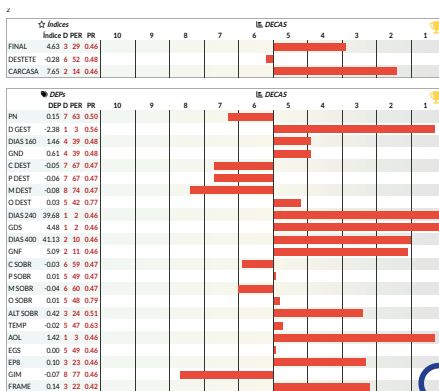 Índices DECAS
Índice D PER PR 10 9 8 7 6 5 4 3 2 1
FINAL 4.63 3 29 0.46
DESTETE -0.28 6 52 0.48
CARCASA 7.65 2 14 0.46
DEPs DECAS
DEP D PER PR 10 9 8 7 6 5 4 3 2 1
PN 0.15 7 63 0.50
D GEST -2.38 1 3 0.56
DIAS 160 1.46 4 39 0.48
GND 0.61 4 39 0.48
C DEST -0.05 7 67 0.47
P DEST -0.06 7 67 0.47
M DEST -0.08 8 74 0.47
O DEST 0.03 5 42 0.77
DIAS 240 39.68 1 2 0.46
GDS 4.48 1 2 0.46
DIAS 400 41.13 2 10 0.46
GNF 5.09 2 11 0.46
C SOBR -0.03 6 59 0.47
P SOBR 0.01 5 49 0.47
M SOBR -0.04 6 60 0.47
O SOBR 0.01 5 48 0.79
ALT SOBR 0.42 3 24 0.51
TEMP -0.02 5 47 0.63
AOL 1.42 1 3 0.46
EGS 0.00 5 49 0.46
EP8 0.10 3 23 0.46
GIM -0.07 8 77 0.46
FRAME 0.14 3 22 0.42